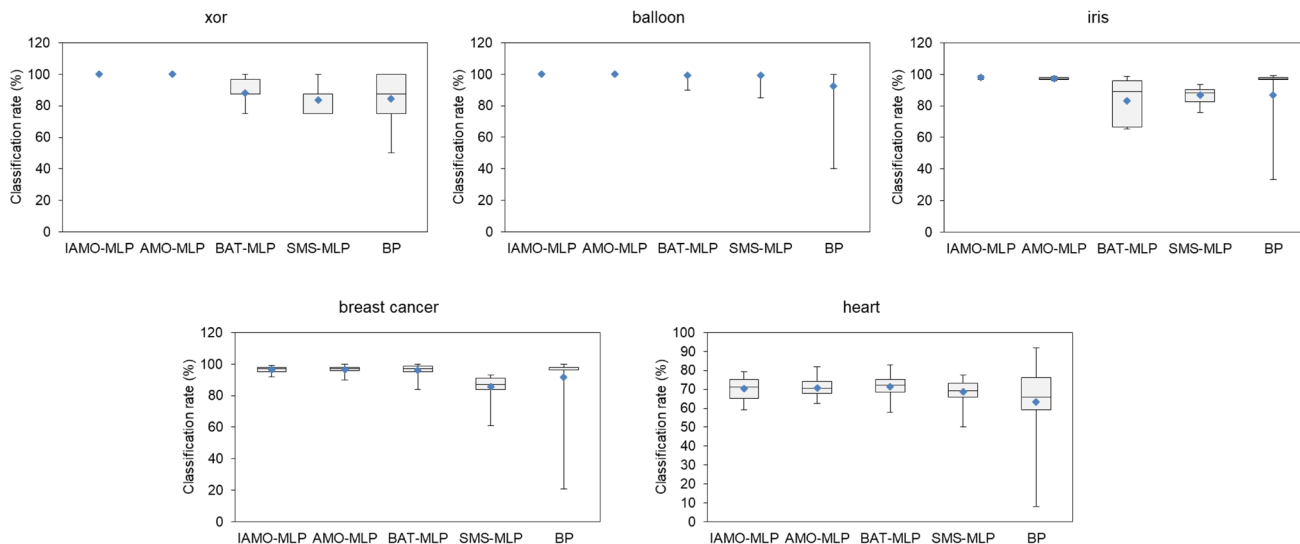 xor
Classification rate (%)
120
100
80
60
40
20
0
IAMO-MLP AMO-MLP BAT-MLP SMS-MLP BP
balloon
Classification rate (%)
120
100
80
60
40
20
0
IAMO-MLP AMO-MLP BAT-MLP SMS-MLP BP
iris
Classification rate (%)
120
100
80
60
40
20
0
IAMO-MLP AMO-MLP BAT-MLP SMS-MLP BP
breast cancer
Classification rate (%)
120
100
80
60
40
20
0
IAMO-MLP AMO-MLP BAT-MLP SMS-MLP BP
heart
Classification rate (%)
100
90
80
70
60
50
40
30
20
10
0
IAMO-MLP AMO-MLP BAT-MLP SMS-MLP BP